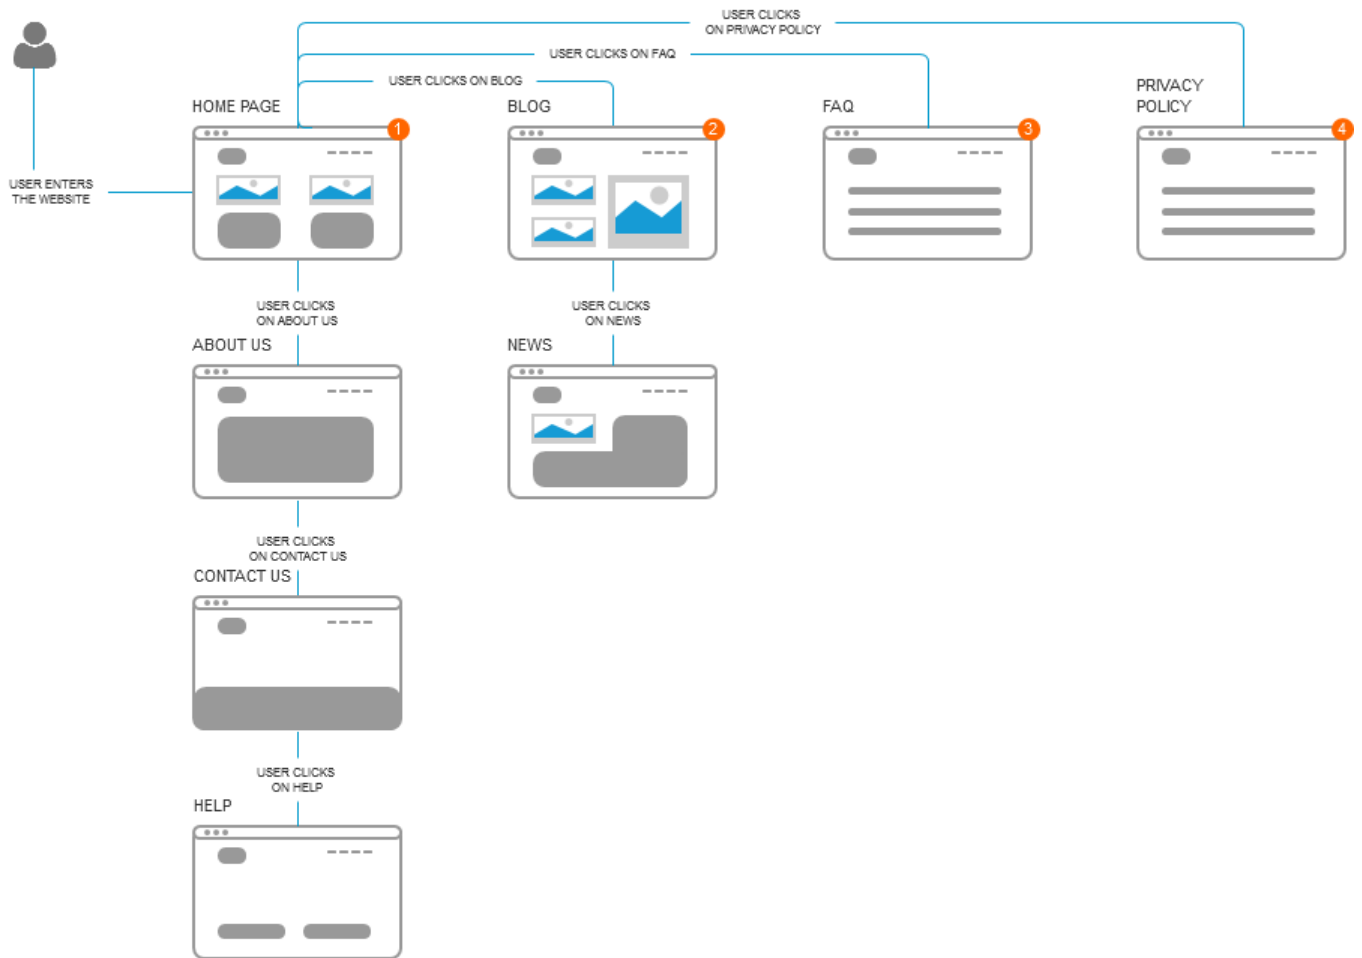 USER CLICKS
ON PRIVACY POLICY
USER CLICKS ON FAQ
USER CLICKS ON BLOG
HOME PAGE
BLOG
FAQ
PRIVACY
POLICY
1
2
3
4
USER ENTERS
THE WEBSITE
USER CLICKS
ON ABOUT US
USER CLICKS
ON NEWS
ABOUT US
NEWS
USER CLICKS
ON CONTACT US
CONTACT US
USER CLICKS
ON HELP
HELP